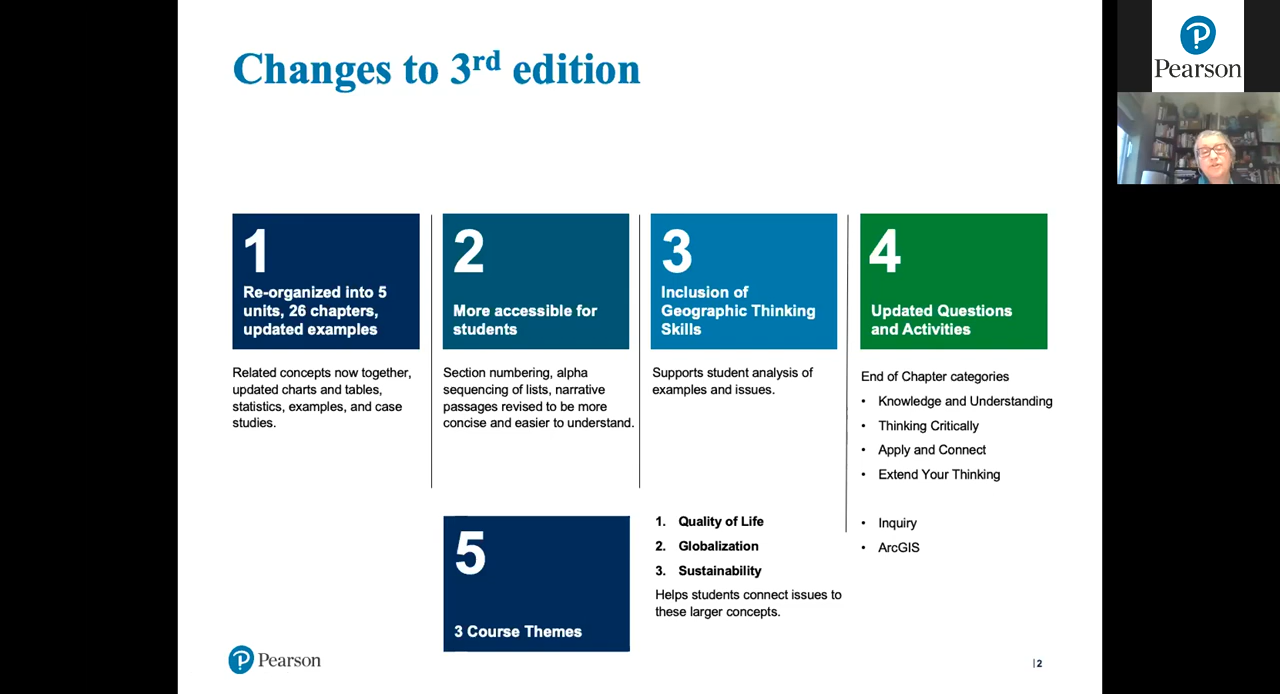 Changes to 3rd edition
Pearson
1
Re-organized into 5
units, 26 chapters,
updated examples
Related concepts now together,
updated charts and tables,
statistics, examples, and case
studies.
2
More accessible for
students
Section numbering, alpha
sequencing of lists, narrative
passages revised to be more
concise and easier to understand.
3
Inclusion of
Geographic Thinking
Skills
Supports student analysis of
examples and issues.
4
Updated Questions
and Activities
End of Chapter categories
• Knowledge and Understanding
• Thinking Critically
• Apply and Connect
• Extend Your Thinking
• Inquiry
• ArcGIS
5
3 Course Themes
1. Quality of Life
2. Globalization
3. Sustainability
Helps students connect issues to
these larger concepts.
Pearson
| 2